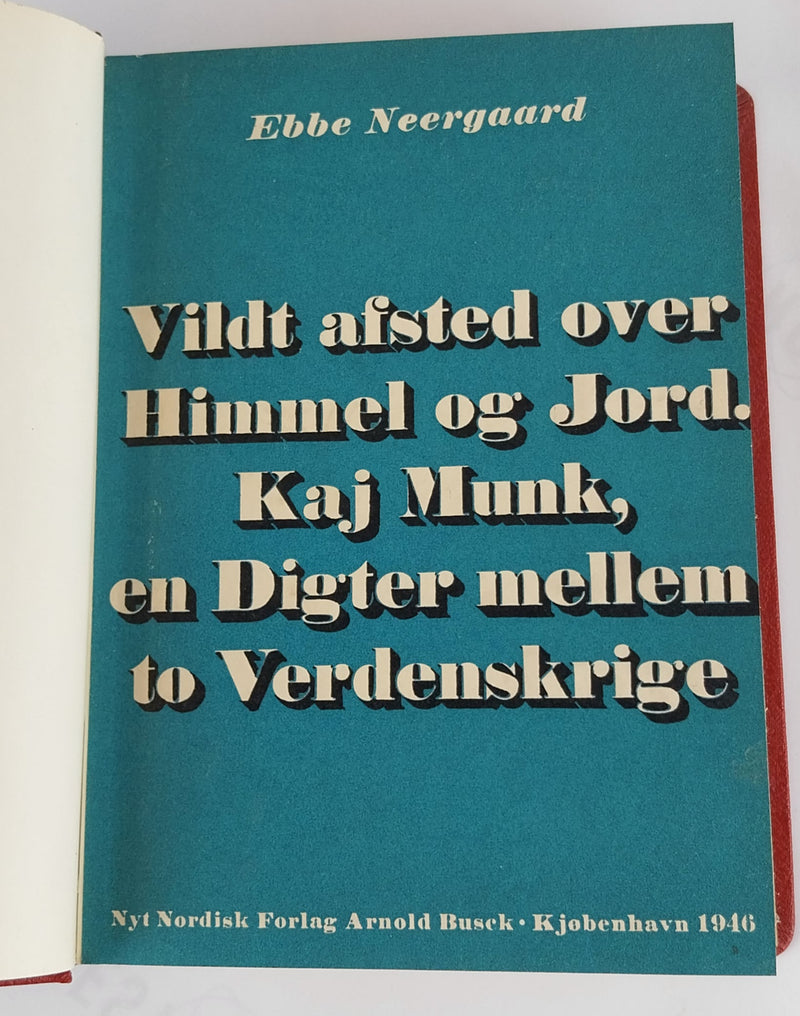 Ebbe Neergaard
Vildt afsted over
Himmel og Jord.
Kaj Munk,
en Digter mellem
to Verdenskrige
Nyt Nordisk Forlag Arnold Busck • Kjøbenhavn 1946